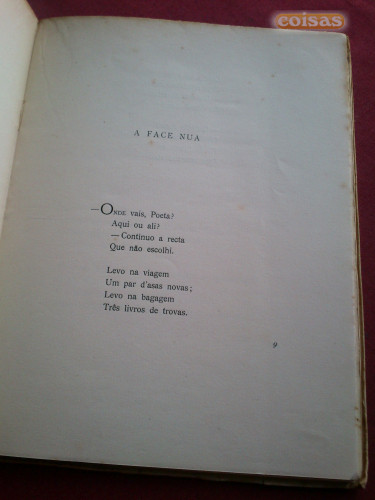 coisas
A FACE NUA
—ONDE vais, Poeta?
Aqui ou ali?
—Continuo a recta
Que não escolhi.
Levo na viagem
Um par d'asas novas;
Levo na bagagem
Três livros de trovas.
9